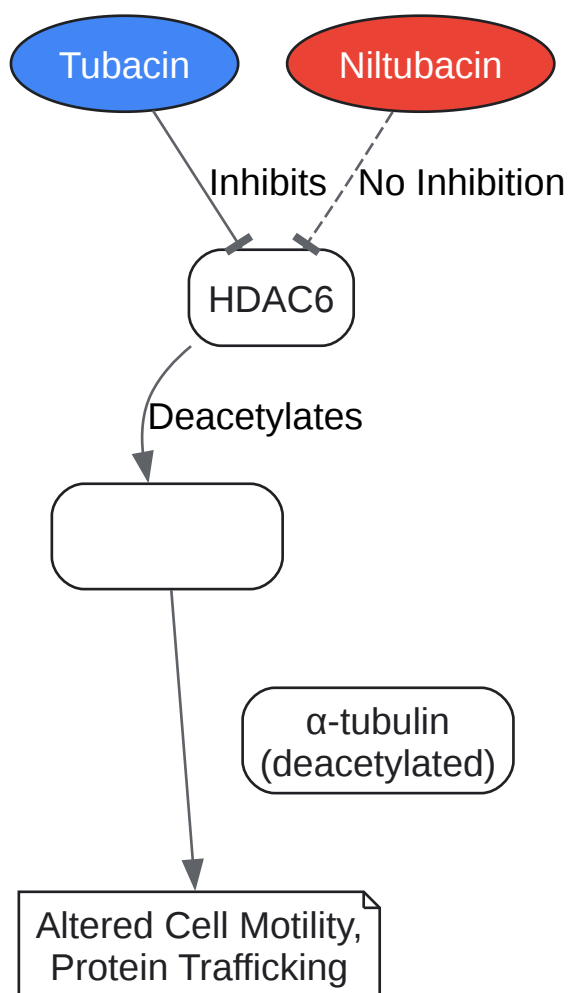 Tubacin
Niltubacin
Inhibits
No Inhibition
HDAC6
Deacetylates
α-tubulin
(deacetylated)
Altered Cell Motility,
Protein Trafficking